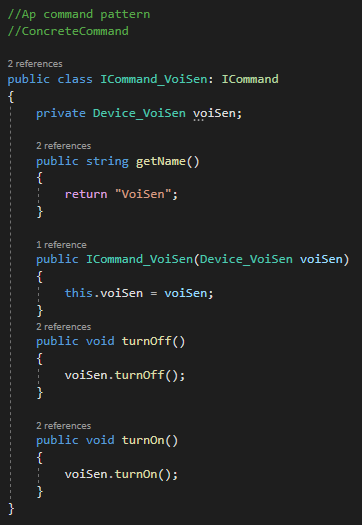 //Ap command pattern
//ConcreteCommand
2 references
public class ICommand_VoiSen: ICommand
{
private Device_VoiSen voiSen;
2 references
public string getName()
{
return "VoiSen";
}
1 reference
public ICommand_VoiSen(Device_VoiSen voiSen)
{
this.voiSen = voiSen;
}
2 references
public void turnOff()
{
voiSen.turnOff();
}
2 references
public void turnOn()
{
voiSen.turnOn();
}
}